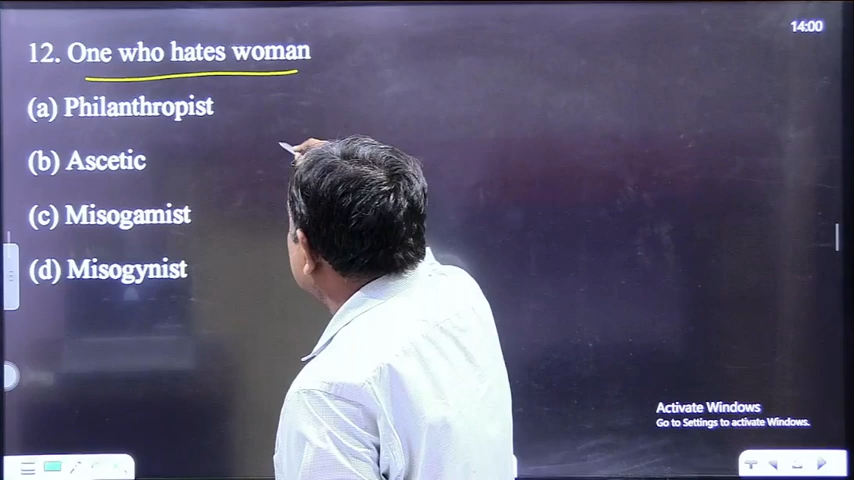 12. One who hates woman
14:00
(a) Philanthropist
(b) Ascetic
(c) Misogamist
(d) Misogynist
Activate Windows
Go to Settings to activate Windows.